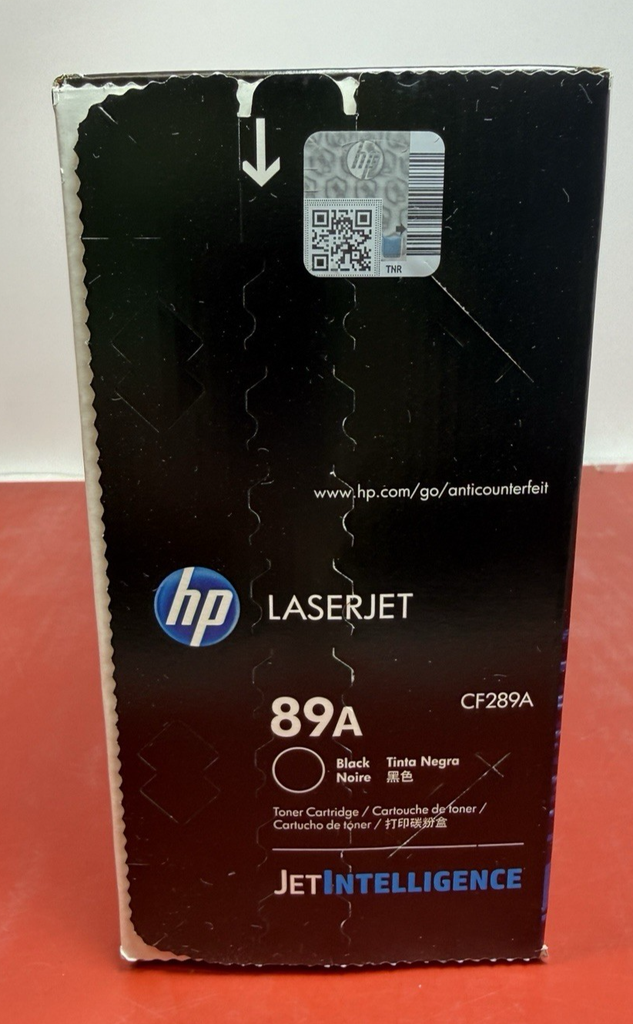 hp
TNR
www.hp.com/go/anticounterfeit
hp LASERJET
89A
CF289A
Black Tinta Negra
Noire 黑色
Toner Cartridge / Cartouche de toner /
Cartucho de tóner / 打印碳粉盒
JETINTELLIGENCE